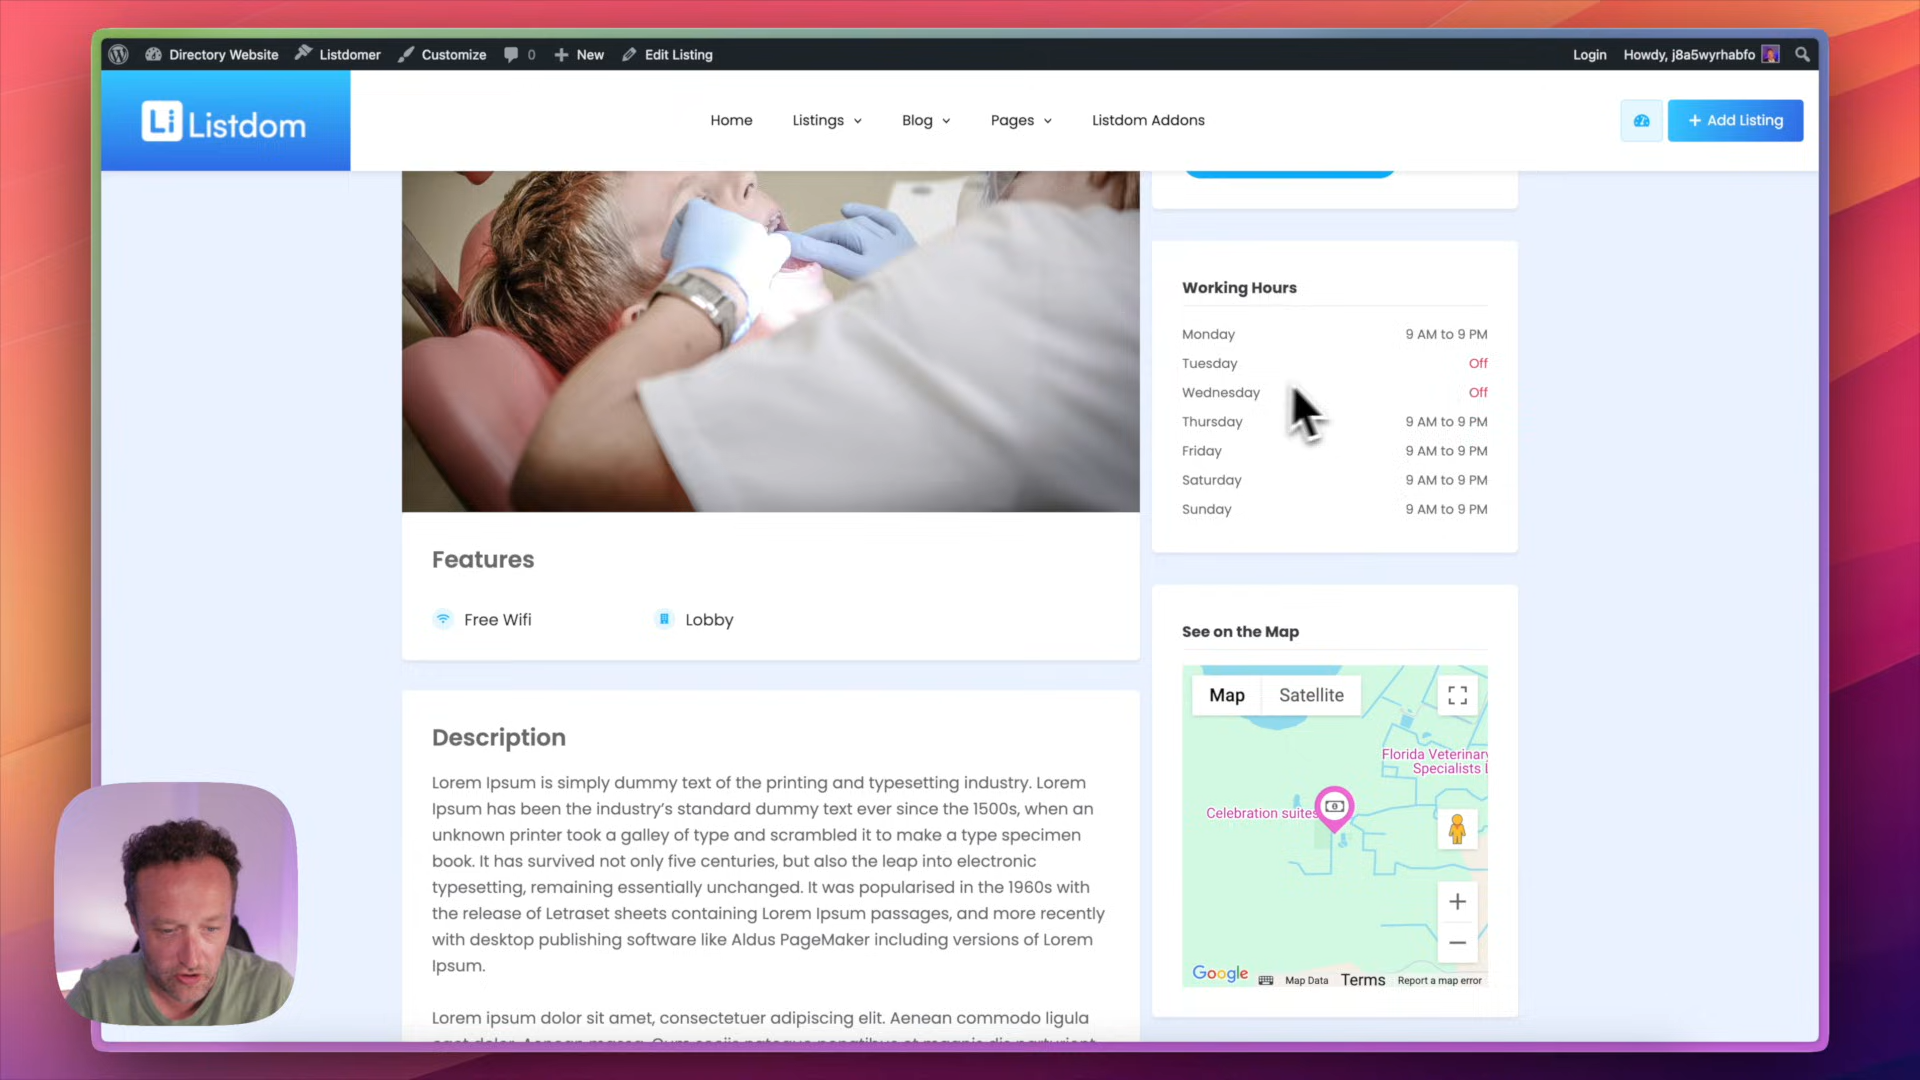 Directory Website
Listdomer
Customize
0
New
Edit Listing
Login
Howdy, j8a5wyrhabfo
Li Listdom
Home
Listings
Blog
Pages
Listdom Addons
+ Add Listing
Working Hours
Monday 9 AM to 9 PM
Tuesday Off
Wednesday Off
Thursday 9 AM to 9 PM
Friday 9 AM to 9 PM
Saturday 9 AM to 9 PM
Sunday 9 AM to 9 PM
Features
Free Wifi
Lobby
See on the Map
Map
Satellite
Florida Veterinary
Specialists
Celebration suites
Google
Map Data
Terms
Report a map error
Description
Lorem Ipsum is simply dummy text of the printing and typesetting industry. Lorem
Ipsum has been the industry’s standard dummy text ever since the 1500s, when an
unknown printer took a galley of type and scrambled it to make a type specimen
book. It has survived not only five centuries, but also the leap into electronic
typesetting, remaining essentially unchanged. It was popularised in the 1960s with
the release of Letraset sheets containing Lorem Ipsum passages, and more recently
with desktop publishing software like Aldus PageMaker including versions of Lorem
Ipsum.
Lorem ipsum dolor sit amet, consectetuer adipiscing elit. Aenean commodo ligula